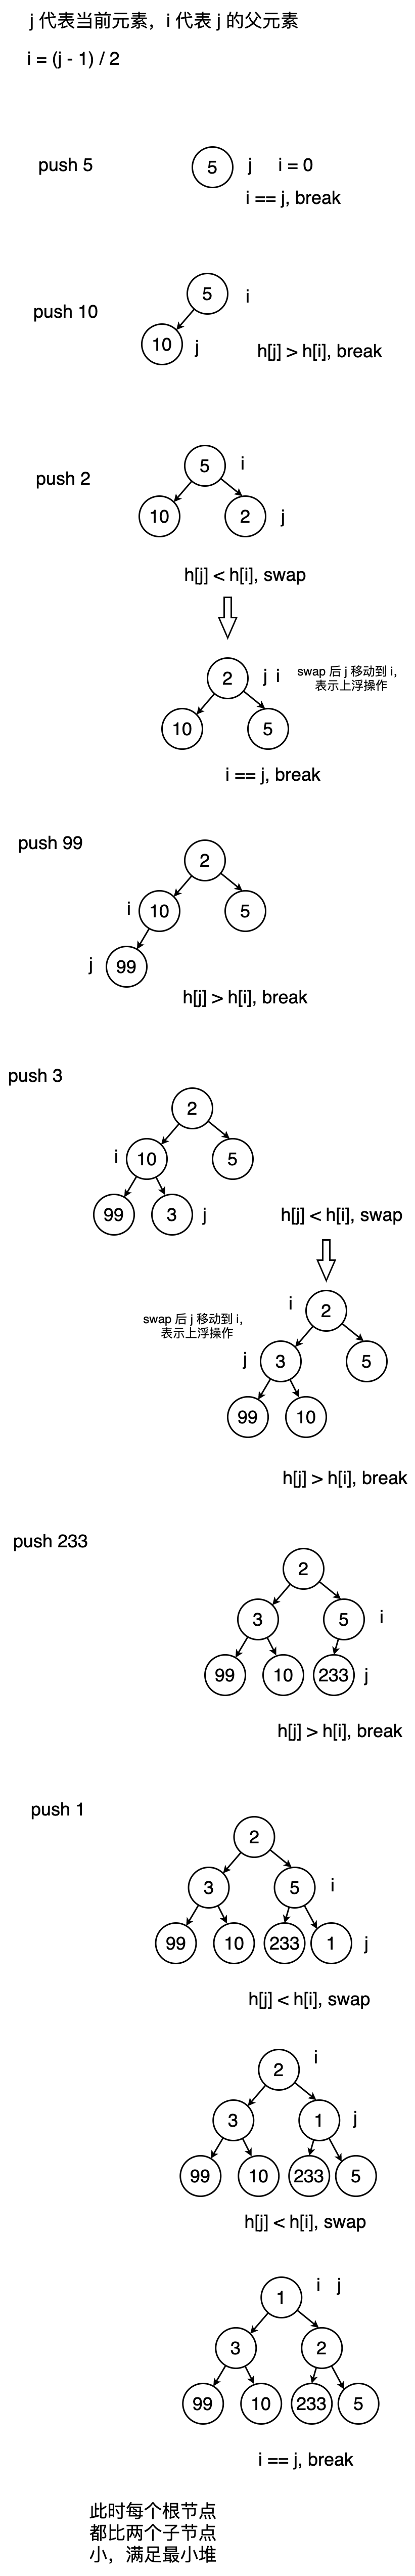 j 代表当前元素，i 代表 j 的父元素
i = (j - 1) / 2
push 5
5
j
i = 0
i == j, break
push 10
5
i
10
j
h[j] > h[i], break
push 2
5
i
10
2
j
h[j] < h[i], swap
2
j i
swap 后 j 移动到 i，
表示上浮操作
10
5
i == j, break
push 99
2
i
10
5
j
99
h[j] > h[i], break
push 3
2
i
10
5
99
3
j
h[j] < h[i], swap
swap 后 j 移动到 i，
表示上浮操作
i
2
j
3
5
99
10
h[j] > h[i], break
push 233
2
3
5
i
99
10
233
j
h[j] > h[i], break
push 1
2
3
5
i
99
10
233
1
j
h[j] < h[i], swap
2
i
3
1
j
99
10
233
5
h[j] < h[i], swap
1
i j
3
2
99
10
233
5
i == j, break
此时每个根节点
都比两个子节点
小，满足最小堆